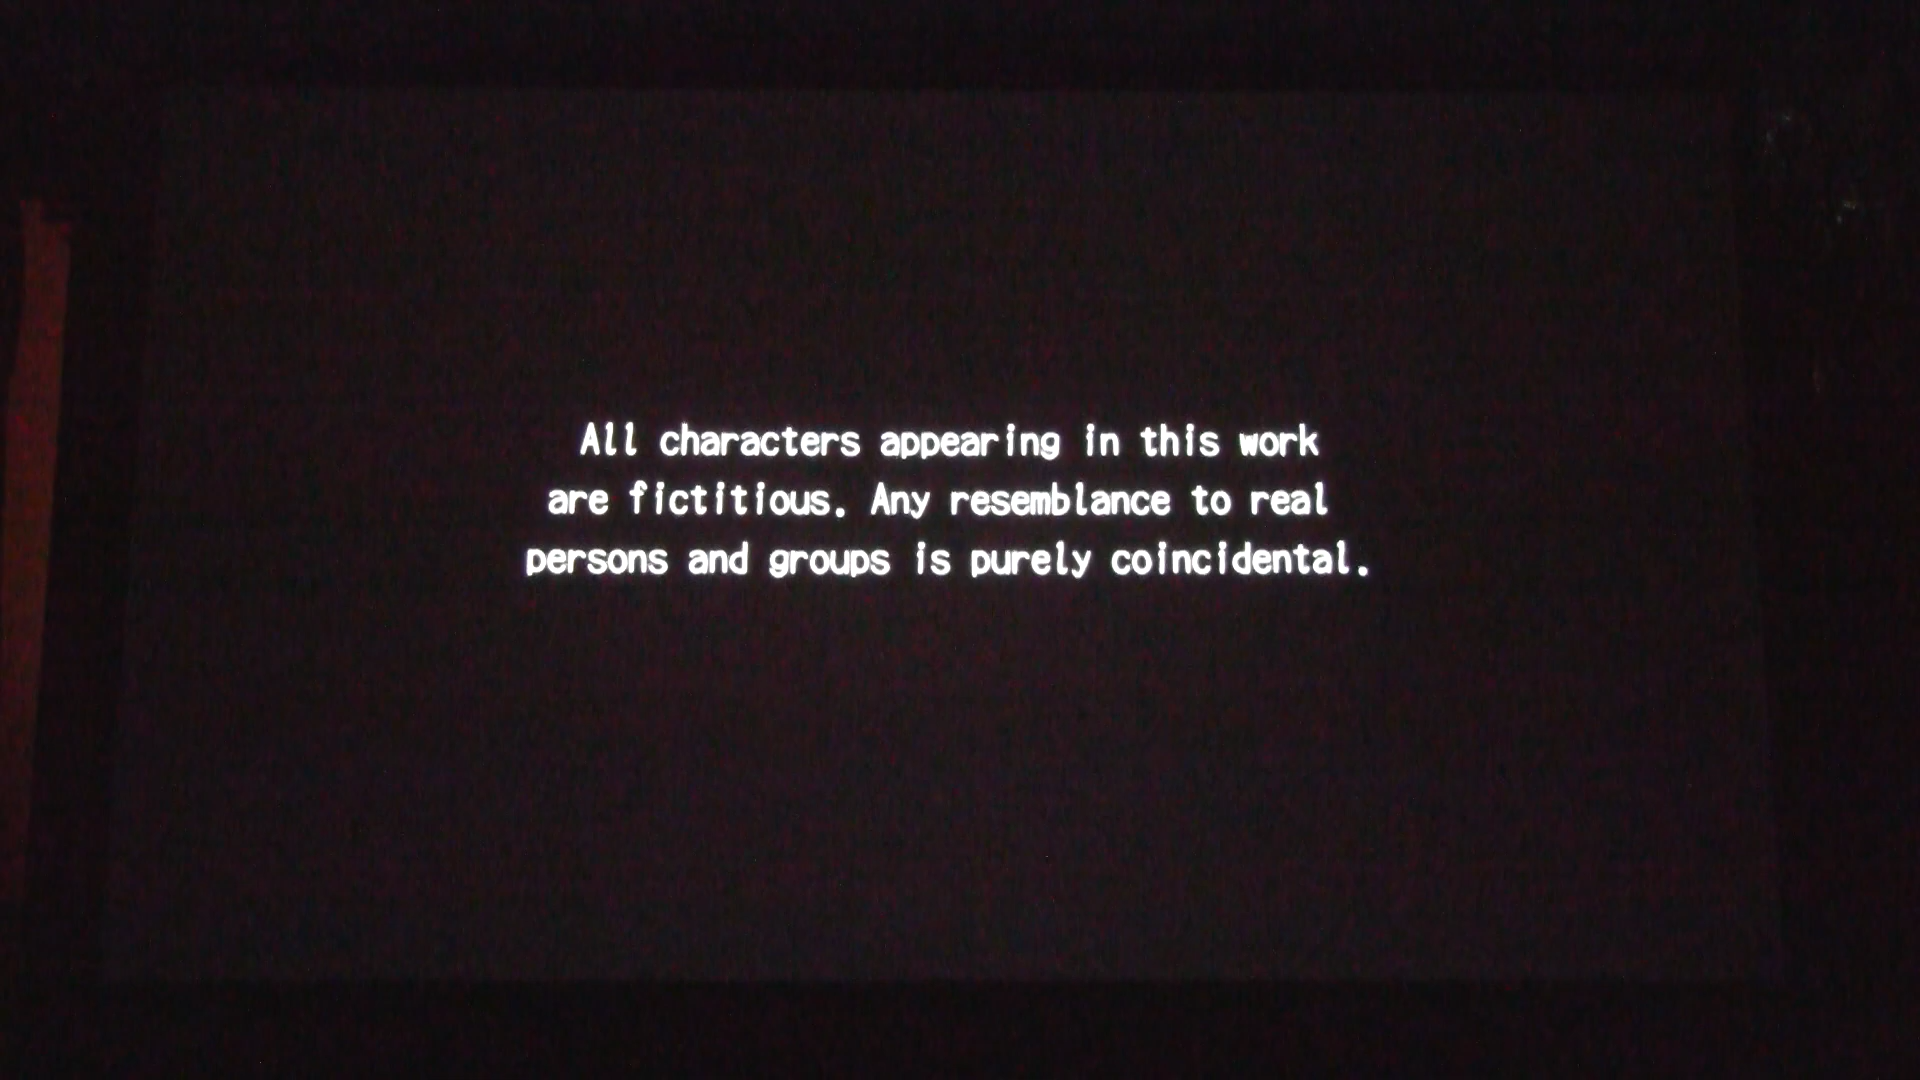 All characters appearing in this work
are fictitious. Any resemblance to real
persons and groups is purely coincidental.